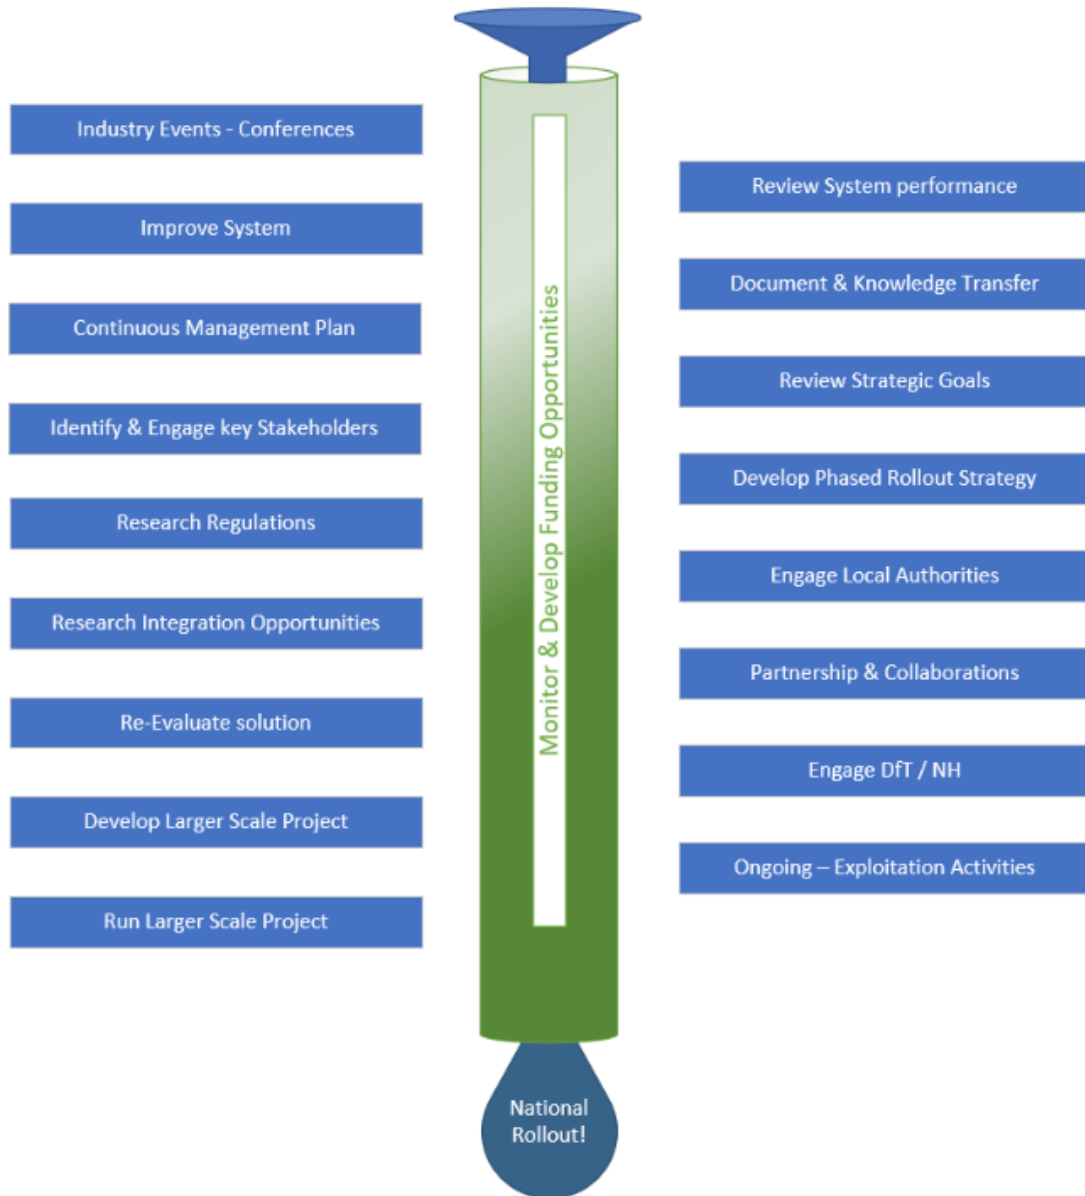 Industry Events - Conferences
Improve System
Continuous Management Plan
Identify & Engage key Stakeholders
Research Regulations
Research Integration Opportunities
Re-Evaluate solution
Develop Larger Scale Project
Run Larger Scale Project
Monitor & Develop Funding Opportunities
Review System performance
Document & Knowledge Transfer
Review Strategic Goals
Develop Phased Rollout Strategy
Engage Local Authorities
Partnership & Collaborations
Engage DfT / NH
Ongoing – Exploitation Activities
National
Rollout!